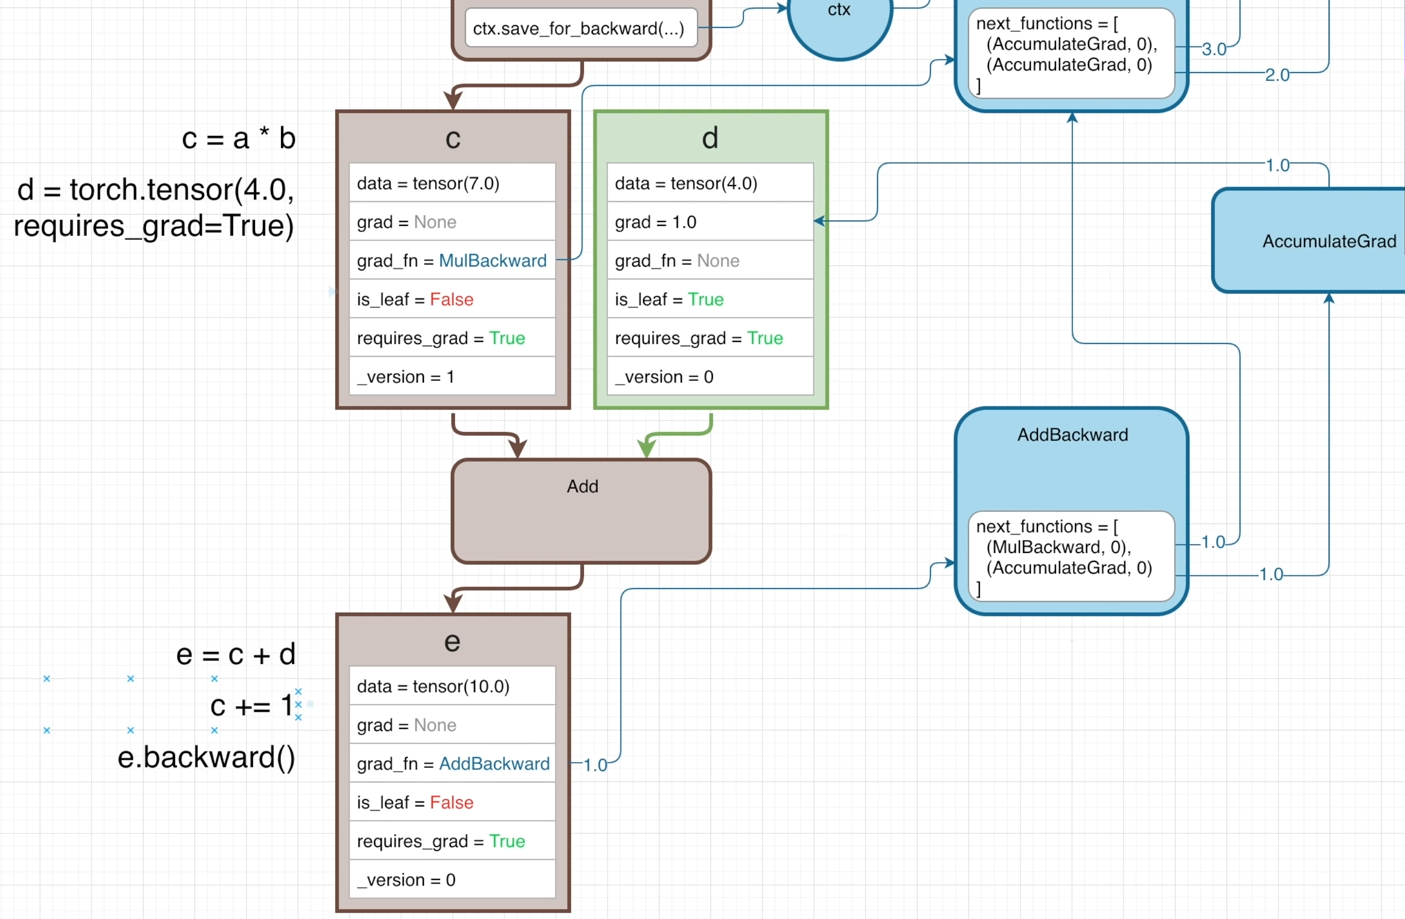 ctx.save_for_backward(...)
ctx
next_functions = [
(AccumulateGrad, 0),
(AccumulateGrad, 0)
]
3.0
2.0
c = a * b
d = torch.tensor(4.0,
requires_grad=True)
c
data = tensor(7.0)
grad = None
grad_fn = MulBackward
is_leaf = False
requires_grad = True
_version = 1
d
data = tensor(4.0)
grad = 1.0
grad_fn = None
is_leaf = True
requires_grad = True
_version = 0
1.0
AccumulateGrad
Add
AddBackward
next_functions = [
(MulBackward, 0),
(AccumulateGrad, 0)
]
1.0
1.0
e = c + d
c += 1
e.backward()
e
data = tensor(10.0)
grad = None
grad_fn = AddBackward
is_leaf = False
requires_grad = True
_version = 0
1.0